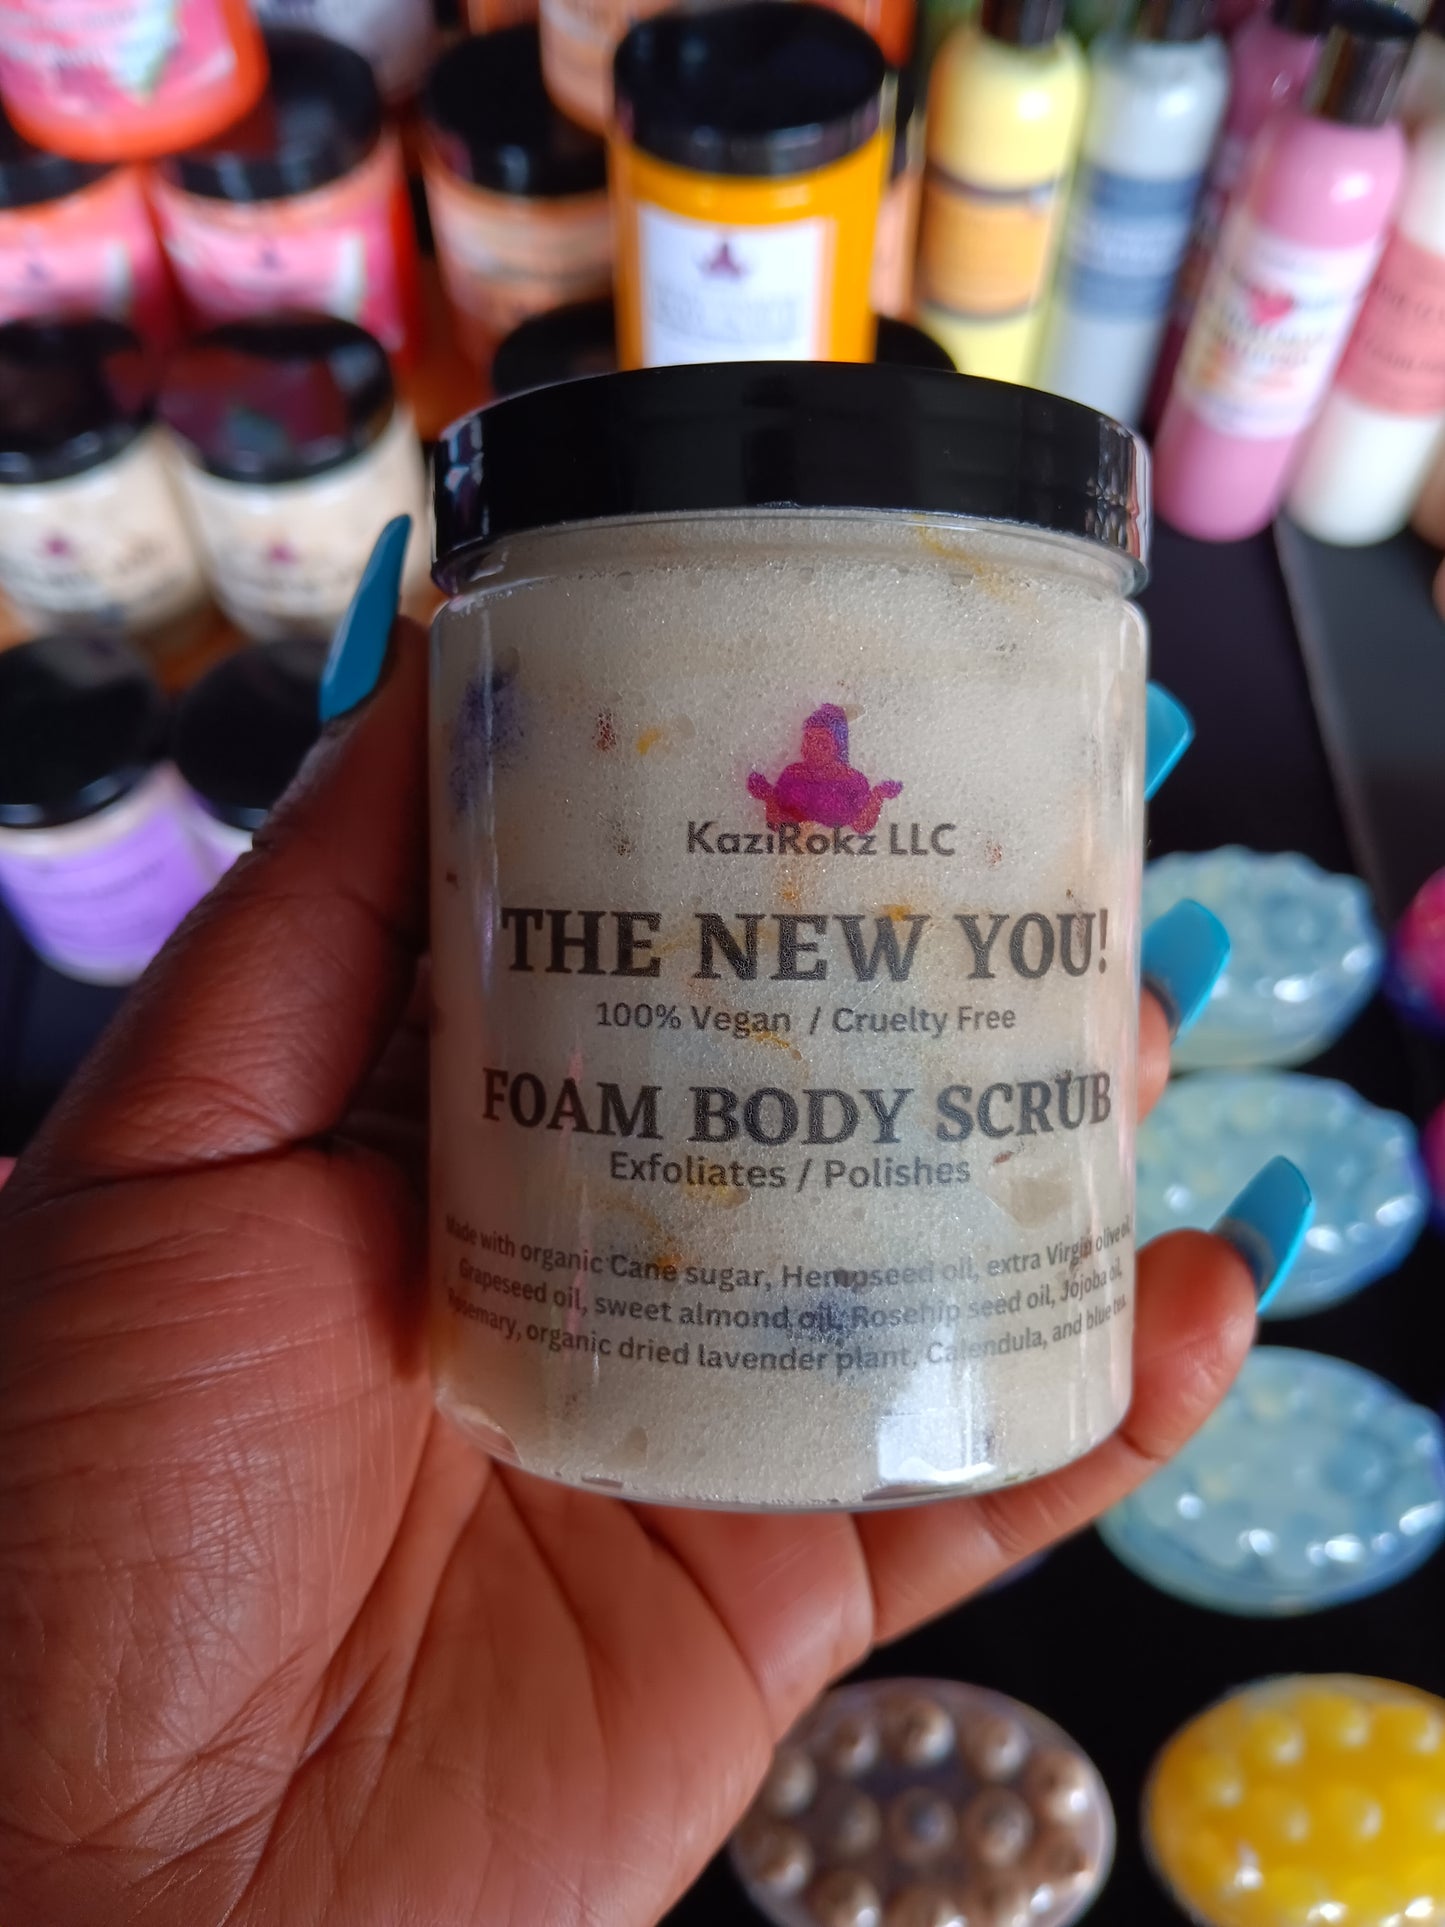 KaziRokz LLC
THE NEW YOU!
100% Vegan / Cruelty Free
FOAM BODY SCRUB
Exfoliates / Polishes
Made with organic Cane sugar, Hempseed oil, extra Virgin olive oil,
Grapeseed oil, sweet almond oil, Rosehip seed oil, Jojoba oil,
Rosemary, organic dried lavender plant, Calendula, and blue tea.